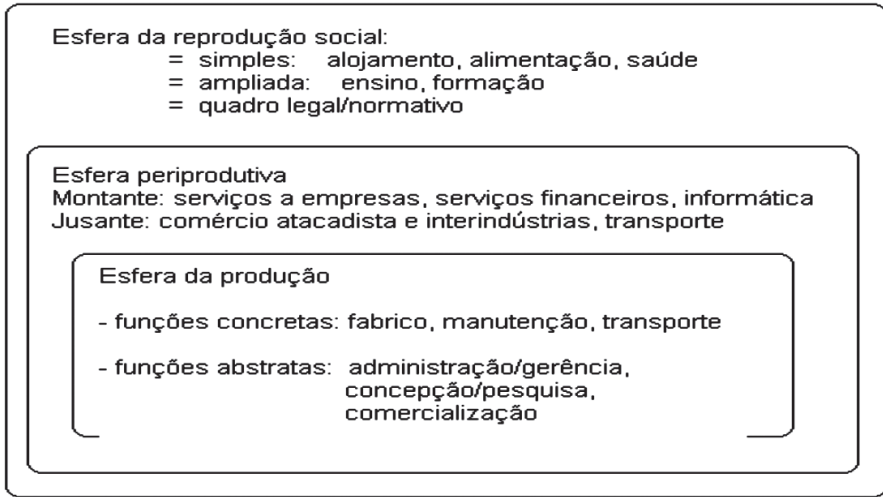 Esfera da reprodução social:
= simples: alojamento, alimentação, saúde
= ampliada: ensino, formação
= quadro legal/normativo
Esfera periprodutiva
Montante: serviços a empresas, serviços financeiros, informática
Jusante: comércio atacadista e interindústrias, transporte
Esfera da produção
- funções concretas: fabrico, manutenção, transporte
- funções abstratas: administração/gerência,
concepção/pesquisa,
comercialização